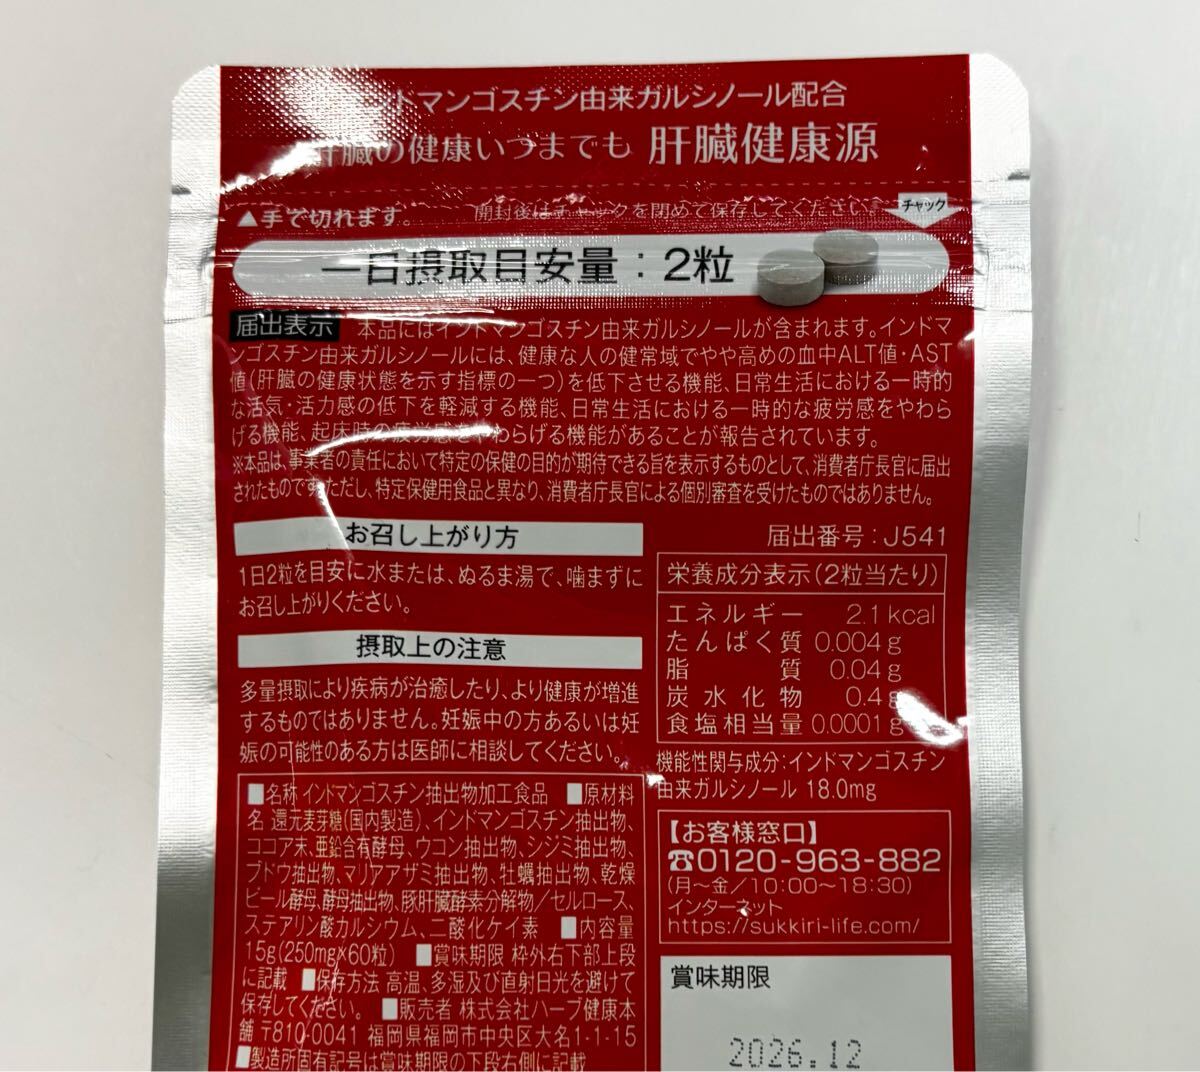 ンドマンゴスチン由来ガルシノール配合
肝臓の健康いつまでも 肝臓健康源
▲手で切れます。
開封後はチャックを閉めて保存してください。
チャック
一日摂取目安量：2粒
届出表示 本品にはインドマンゴスチン由来ガルシノールが含まれます。インドマ
ンゴスチン由来ガルシノールには、健康な人の健常域でやや高めの血中ALT値・AST
値(肝臓の健康状態を示す指標の一つ)を低下させる機能、日常生活における一時的
な活気・活力感の低下を軽減する機能、日常生活における一時的な疲労感をやわら
げる機能、起床時の疲労感をやわらげる機能があることが報告されています。
※本品は、事業者の責任において特定の保健の目的が期待できる旨を表示するものとして、消費者庁長官に届出
されたものです。ただし、特定保健用食品と異なり、消費者庁長官による個別審査を受けたものではありません。
お召し上がり方
1日2粒を目安に水または、ぬるま湯で、噛まずに
お召し上がりください。
摂取上の注意
多量摂取により疾病が治癒したり、より健康が増進
するものではありません。妊娠中の方あるいは妊
娠の可能性のある方は医師に相談してください。
■名称 インドマンゴスチン抽出物加工食品 ■原材料
名 還元麦芽糖(国内製造)、インドマンゴスチン抽出物、
ココア末、亜鉛含有酵母、ウコン抽出物、シジミ抽出物、
ブドウ抽出物、マリアアザミ抽出物、牡蠣抽出物、乾燥
ビール酵母、酵母抽出物、豚肝臓酵素分解物／セルロース、
ステアリン酸カルシウム、二酸化ケイ素 ■内容量
15g(250mg×60粒) ■賞味期限 枠外右下部上段
に記載 ■保存方法 高温、多湿及び直射日光を避けて
保存してください。 ■販売者 株式会社ハーブ健康本
舗 〒810-0041 福岡県福岡市中央区大名1-1-15
■製造所固有記号は賞味期限の下段右側に記載
届出番号：J541
栄養成分表示(2粒当たり)
エネルギー 2.1kcal
たんぱく質 0.004g
脂質 0.04g
炭水化物 0.4g
食塩相当量 0.0001g
機能性関与成分：インドマンゴスチン
由来ガルシノール 18.0mg
【お客様窓口】
☎0120-963-882
(月～金／10:00～18:30)
インターネット
https://sukkiri-life.com/
賞味期限
2026.12